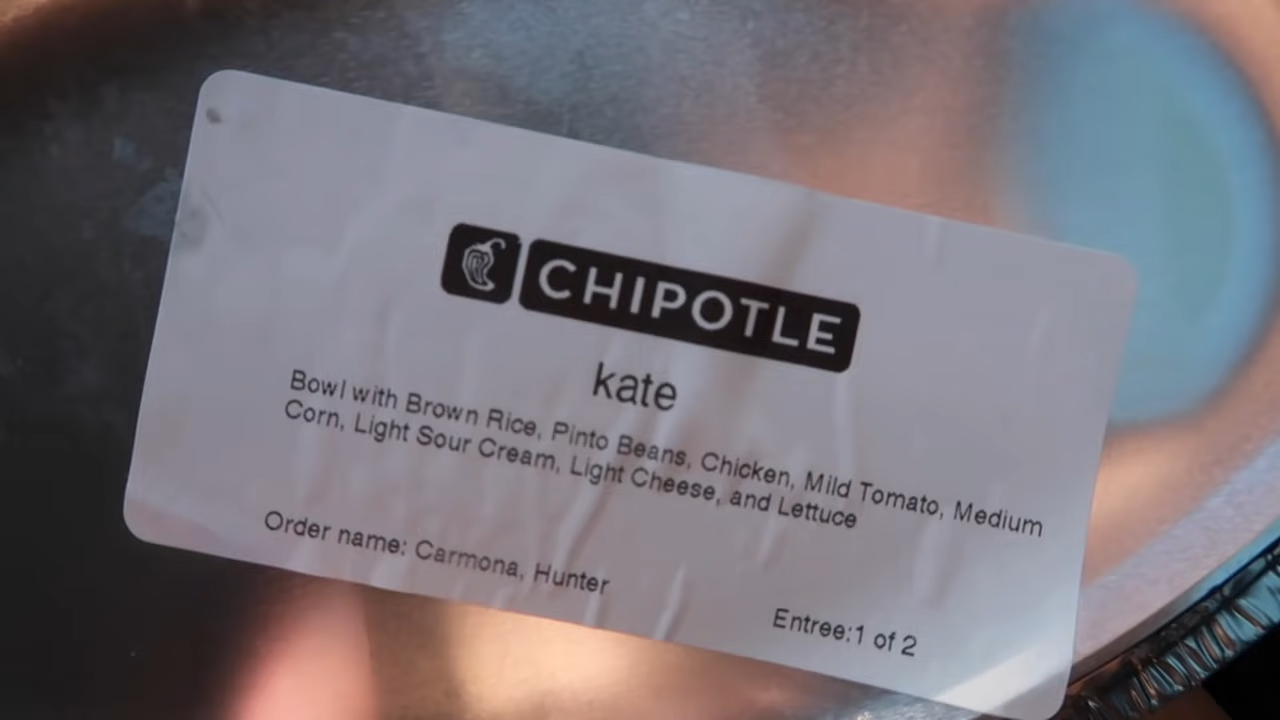 CHIPOTLE
kate
Bowl with Brown Rice, Pinto Beans, Chicken, Mild Tomato, Medium
Corn, Light Sour Cream, Light Cheese, and Lettuce
Order name: Carmona, Hunter
Entree:1 of 2